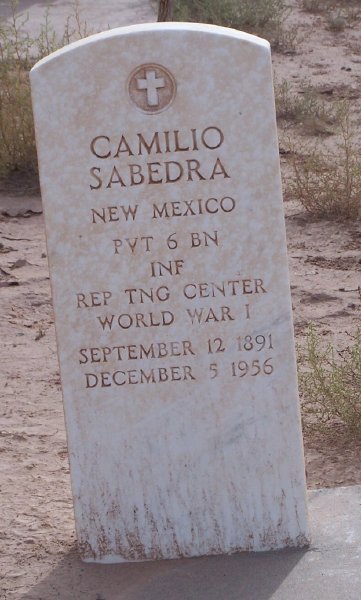 CAMILIO
SABEDRA
NEW MEXICO
PVT 6 BN
INF
REP TNG CENTER
WORLD WAR I
SEPTEMBER 12 1891
DECEMBER 5 1956